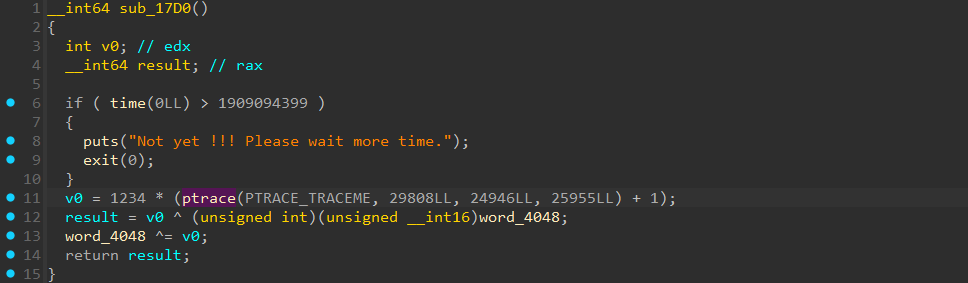 1 __int64 sub_17D0()
2 {
3   int v0; // edx
4   __int64 result; // rax
5
6   if ( time(0LL) > 1909094399 )
7   {
8     puts("Not yet !!! Please wait more time.");
9     exit(0);
10   }
11   v0 = 1234 * (ptrace(PTRACE_TRACEME, 29808LL, 24946LL, 25955LL) + 1);
12   result = v0 ^ (unsigned int)(unsigned __int16)word_4048;
13   word_4048 ^= v0;
14   return result;
15 }